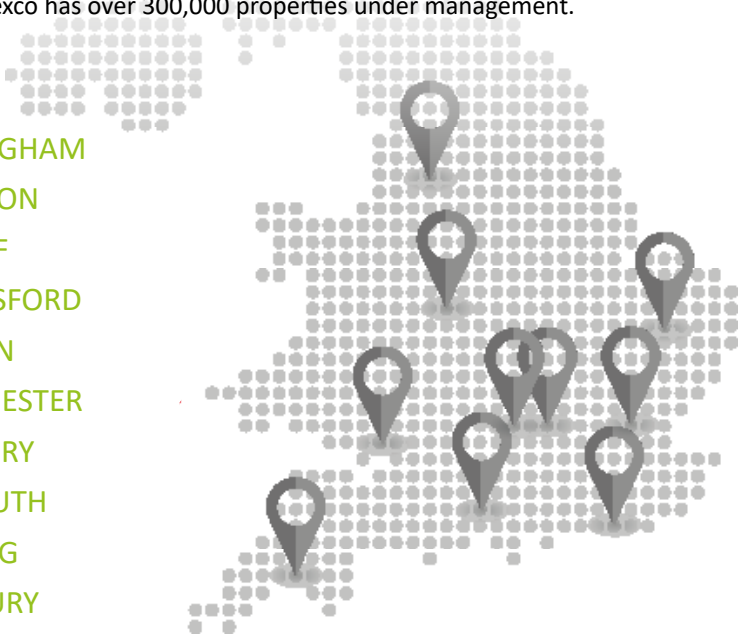 exco has over 300,000 properties under management.
GHAM
ON
F
SFORD
N
ESTER
RY
UTH
G
URY